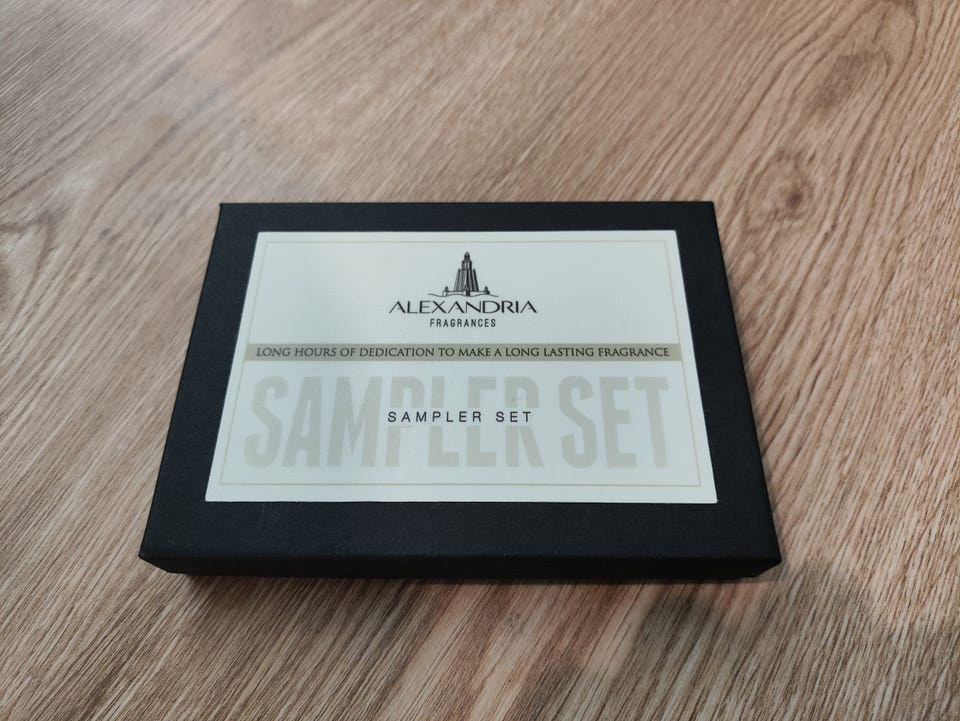 ALEXANDRIA
FRAGRANCES
LONG HOURS OF DEDICATION TO MAKE A LONG LASTING FRAGRANCE
SAMPLER SET
SAMPLER SET